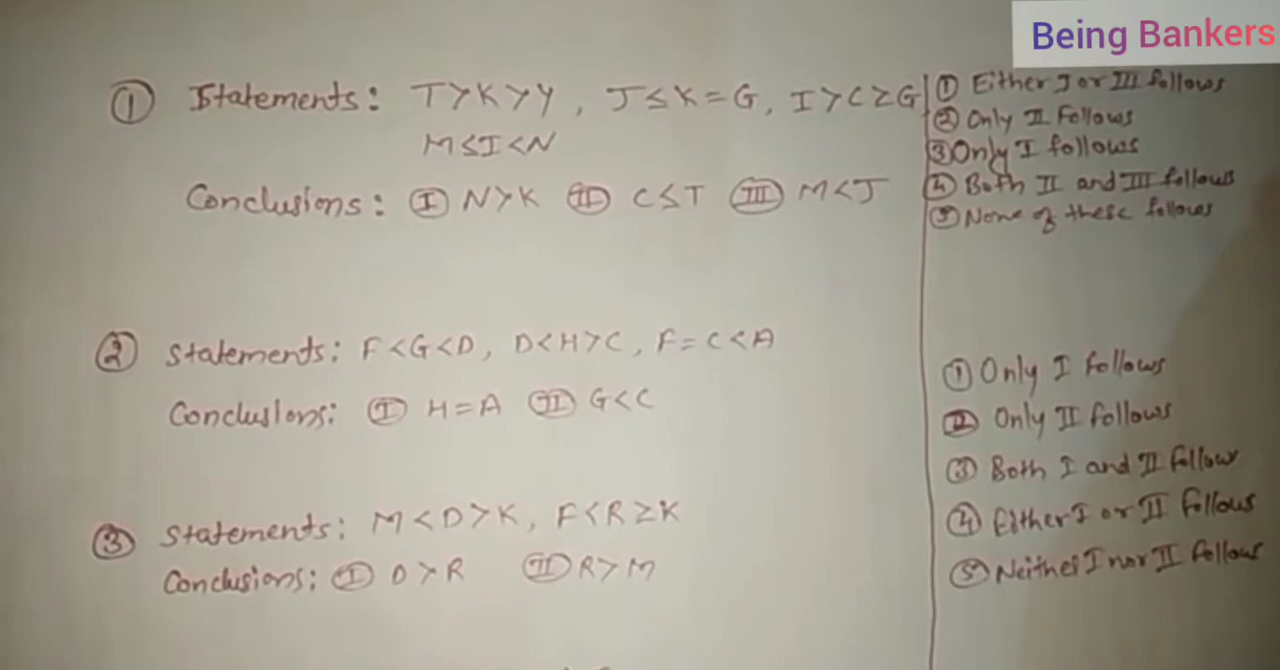 Being Bankers
① Statements: T>K>Y, J≤K=G, I>C≥G
M≤I<N
Conclusions: Ⓘ N>K Ⓘ Ⓘ C≤T Ⓘ Ⓘ Ⓘ M<J
① Either I or III follows
② Only II Follows
③ Only I follows
④ Both II and III follows
⑤ None of these follows
② Statements: F<G<D, D<H>C, F=C<A
Conclusions: (I) H=A (II) G<C
③ Statements: M<D>K, F<R≥K
Conclusions: (I) D>R (II) R>M
① Only I follows
② Only II follows
③ Both I and II follow
④ Either I or II follows
⑤ Neither I nor II follows